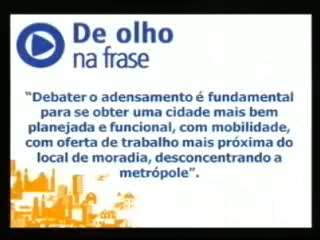 De olho
na frase
“Debater o adensamento é fundamental
para se obter uma cidade mais bem
planejada e funcional, com mobilidade,
com oferta de trabalho mais próxima do
local de moradia, desconcentrando a
metrópole”.